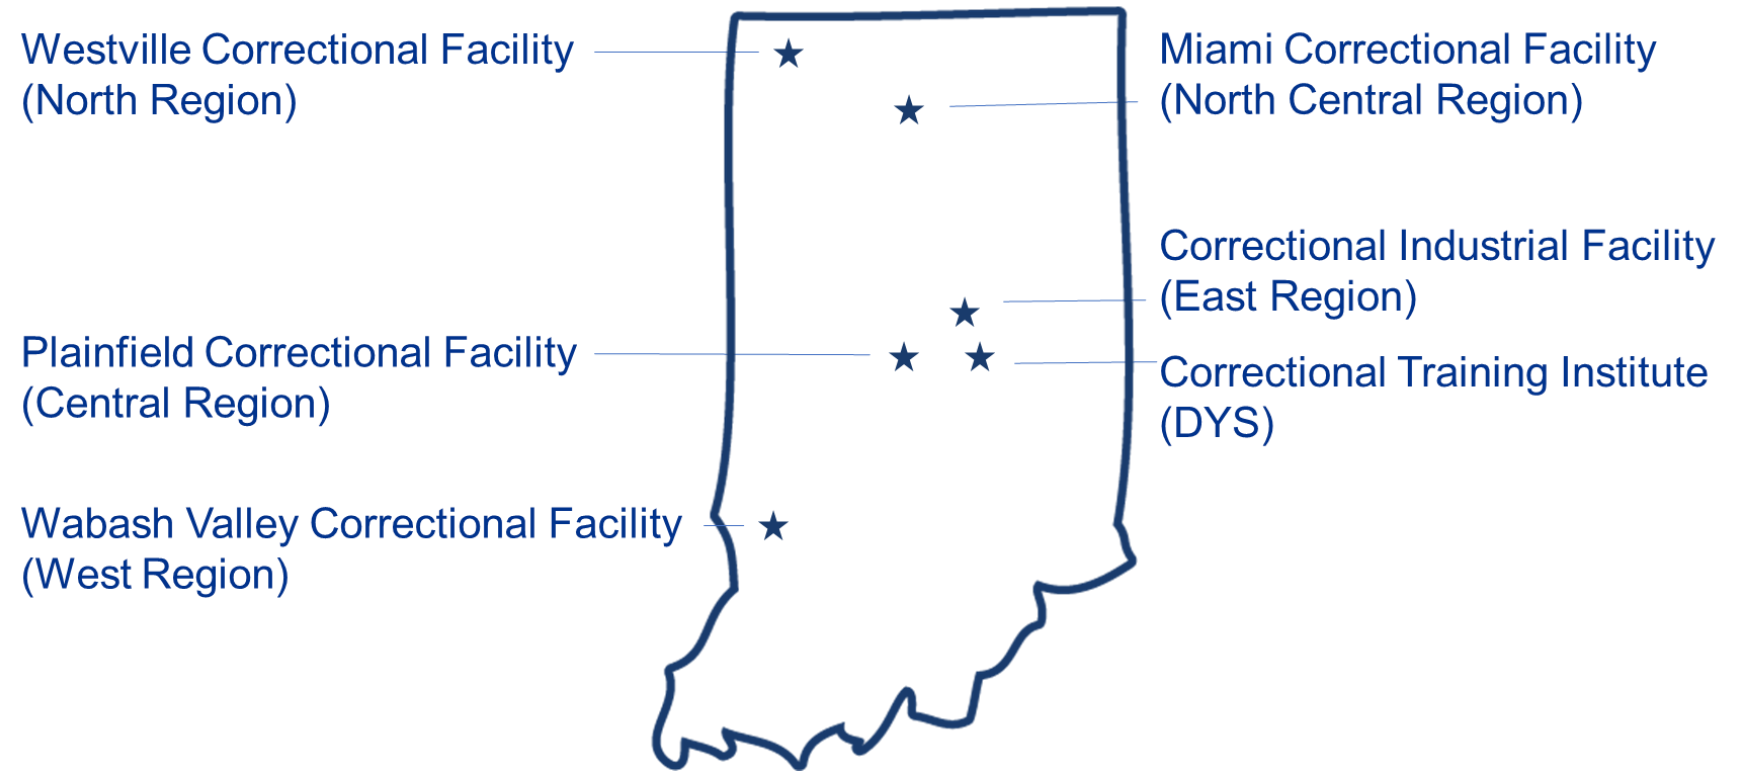 Westville Correctional Facility
(North Region)
Miami Correctional Facility
(North Central Region)
Correctional Industrial Facility
(East Region)
Plainfield Correctional Facility
(Central Region)
Correctional Training Institute
(DYS)
Wabash Valley Correctional Facility
(West Region)